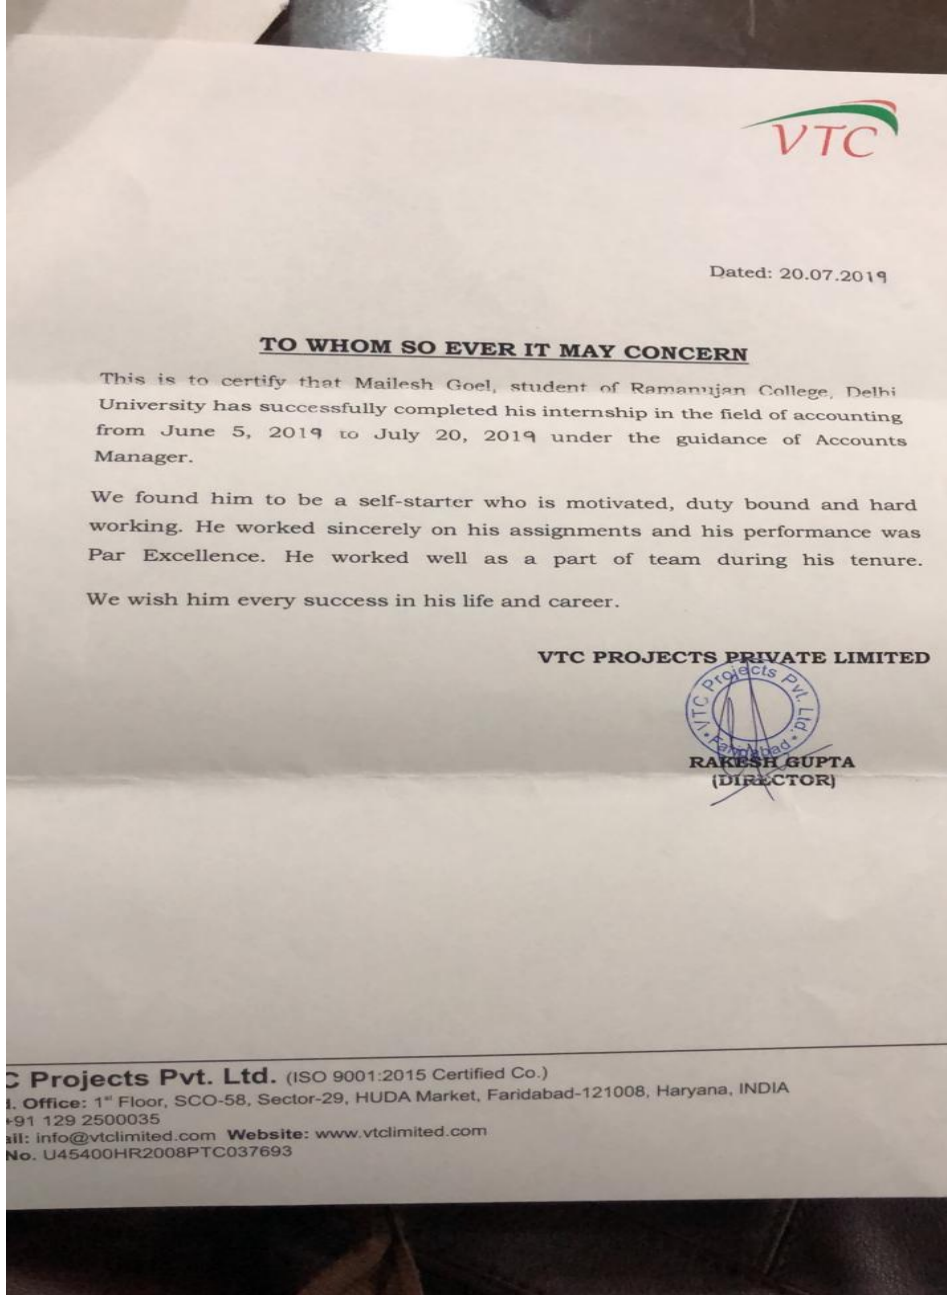 VTC
Dated: 20.07.2019
TO WHOM SO EVER IT MAY CONCERN
This is to certify that Mailesh Goel, student of Ramanujan College, Delhi
University has successfully completed his internship in the field of accounting
from June 5, 2019 to July 20, 2019 under the guidance of Accounts
Manager.
We found him to be a self-starter who is motivated, duty bound and hard
working. He worked sincerely on his assignments and his performance was
Par Excellence. He worked well as a part of team during his tenure.
We wish him every success in his life and career.
VTC PROJECTS PRIVATE LIMITED
VTC Projects Pvt. Ltd.
Faridabad
RAKESH GUPTA
(DIRECTOR)
C Projects Pvt. Ltd. (ISO 9001:2015 Certified Co.)
d. Office: 1st Floor, SCO-58, Sector-29, HUDA Market, Faridabad-121008, Haryana, INDIA
+91 129 2500035
ail: info@vtclimited.com Website: www.vtclimited.com
No. U45400HR2008PTC037693